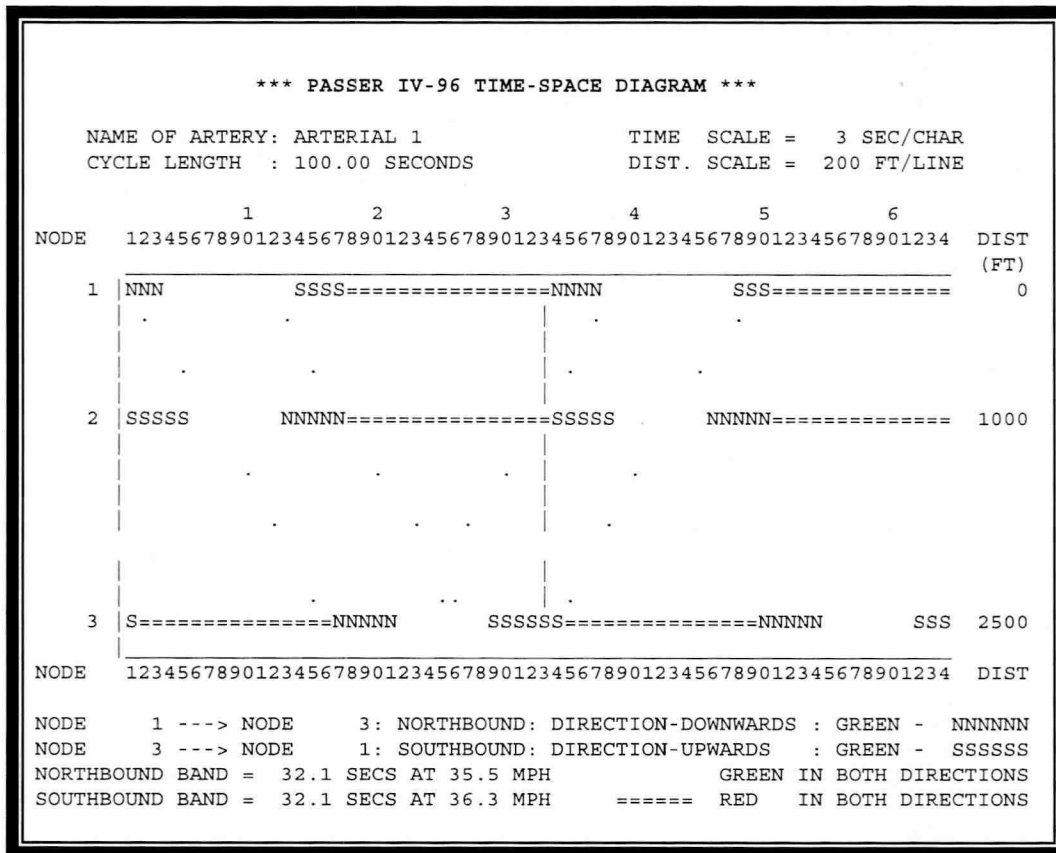 *** PASSER IV-96 TIME-SPACE DIAGRAM ***
NAME OF ARTERY: ARTERIAL 1 TIME SCALE = 3 SEC/CHAR
CYCLE LENGTH : 100.00 SECONDS DIST. SCALE = 200 FT/LINE
1 2 3 4 5 6
NODE 1234567890123456789012345678901234567890123456789012345678901234 DIST
(FT)
1 |NNN SSSS================NNNN SSS============== 0
2 |SSSSS NNNNN================SSSSS NNNNN============== 1000
3 |S===============NNNNN SSSSSS===============NNNNN SSS 2500
NODE 1234567890123456789012345678901234567890123456789012345678901234 DIST
NODE 1 ---> NODE 3: NORTHBOUND: DIRECTION-DOWNWARDS : GREEN - NNNNNN
NODE 3 ---> NODE 1: SOUTHBOUND: DIRECTION-UPWARDS : GREEN - SSSSSS
NORTHBOUND BAND = 32.1 SECS AT 35.5 MPH GREEN IN BOTH DIRECTIONS
SOUTHBOUND BAND = 32.1 SECS AT 36.3 MPH ====== RED IN BOTH DIRECTIONS